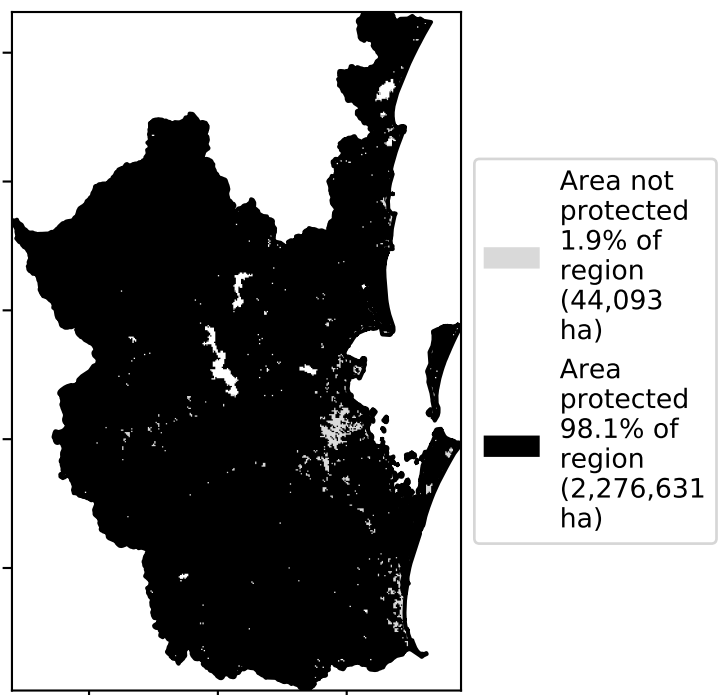 Area not
protected
1.9% of
region
(44,093
ha)
Area
protected
98.1% of
region
(2,276,631
ha)